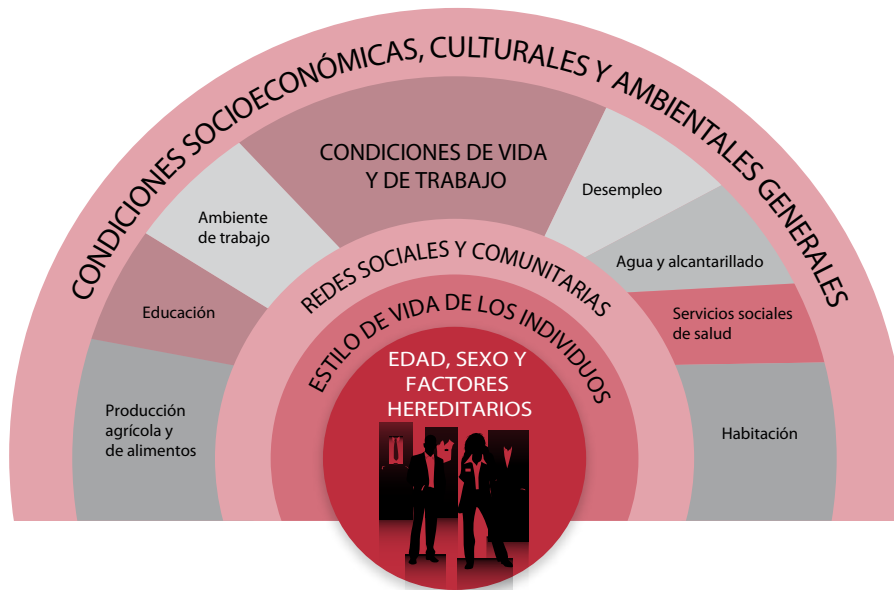 CONDICIONES SOCIOECONÓMICAS, CULTURALES Y AMBIENTALES GENERALES
CONDICIONES DE VIDA
Y DE TRABAJO
Producción
agrícola y
de alimentos
Educación
Ambiente
de trabajo
Desempleo
Agua y alcantarillado
Servicios sociales
de salud
Habitación
REDES SOCIALES Y COMUNITARIAS
ESTILO DE VIDA DE LOS INDIVIDUOS
EDAD, SEXO Y
FACTORES
HEREDITARIOS